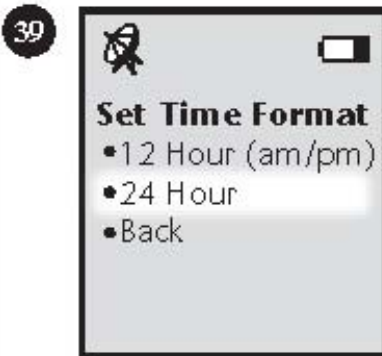 39
Set Time Format
•12 Hour (am/pm)
•24 Hour
•Back